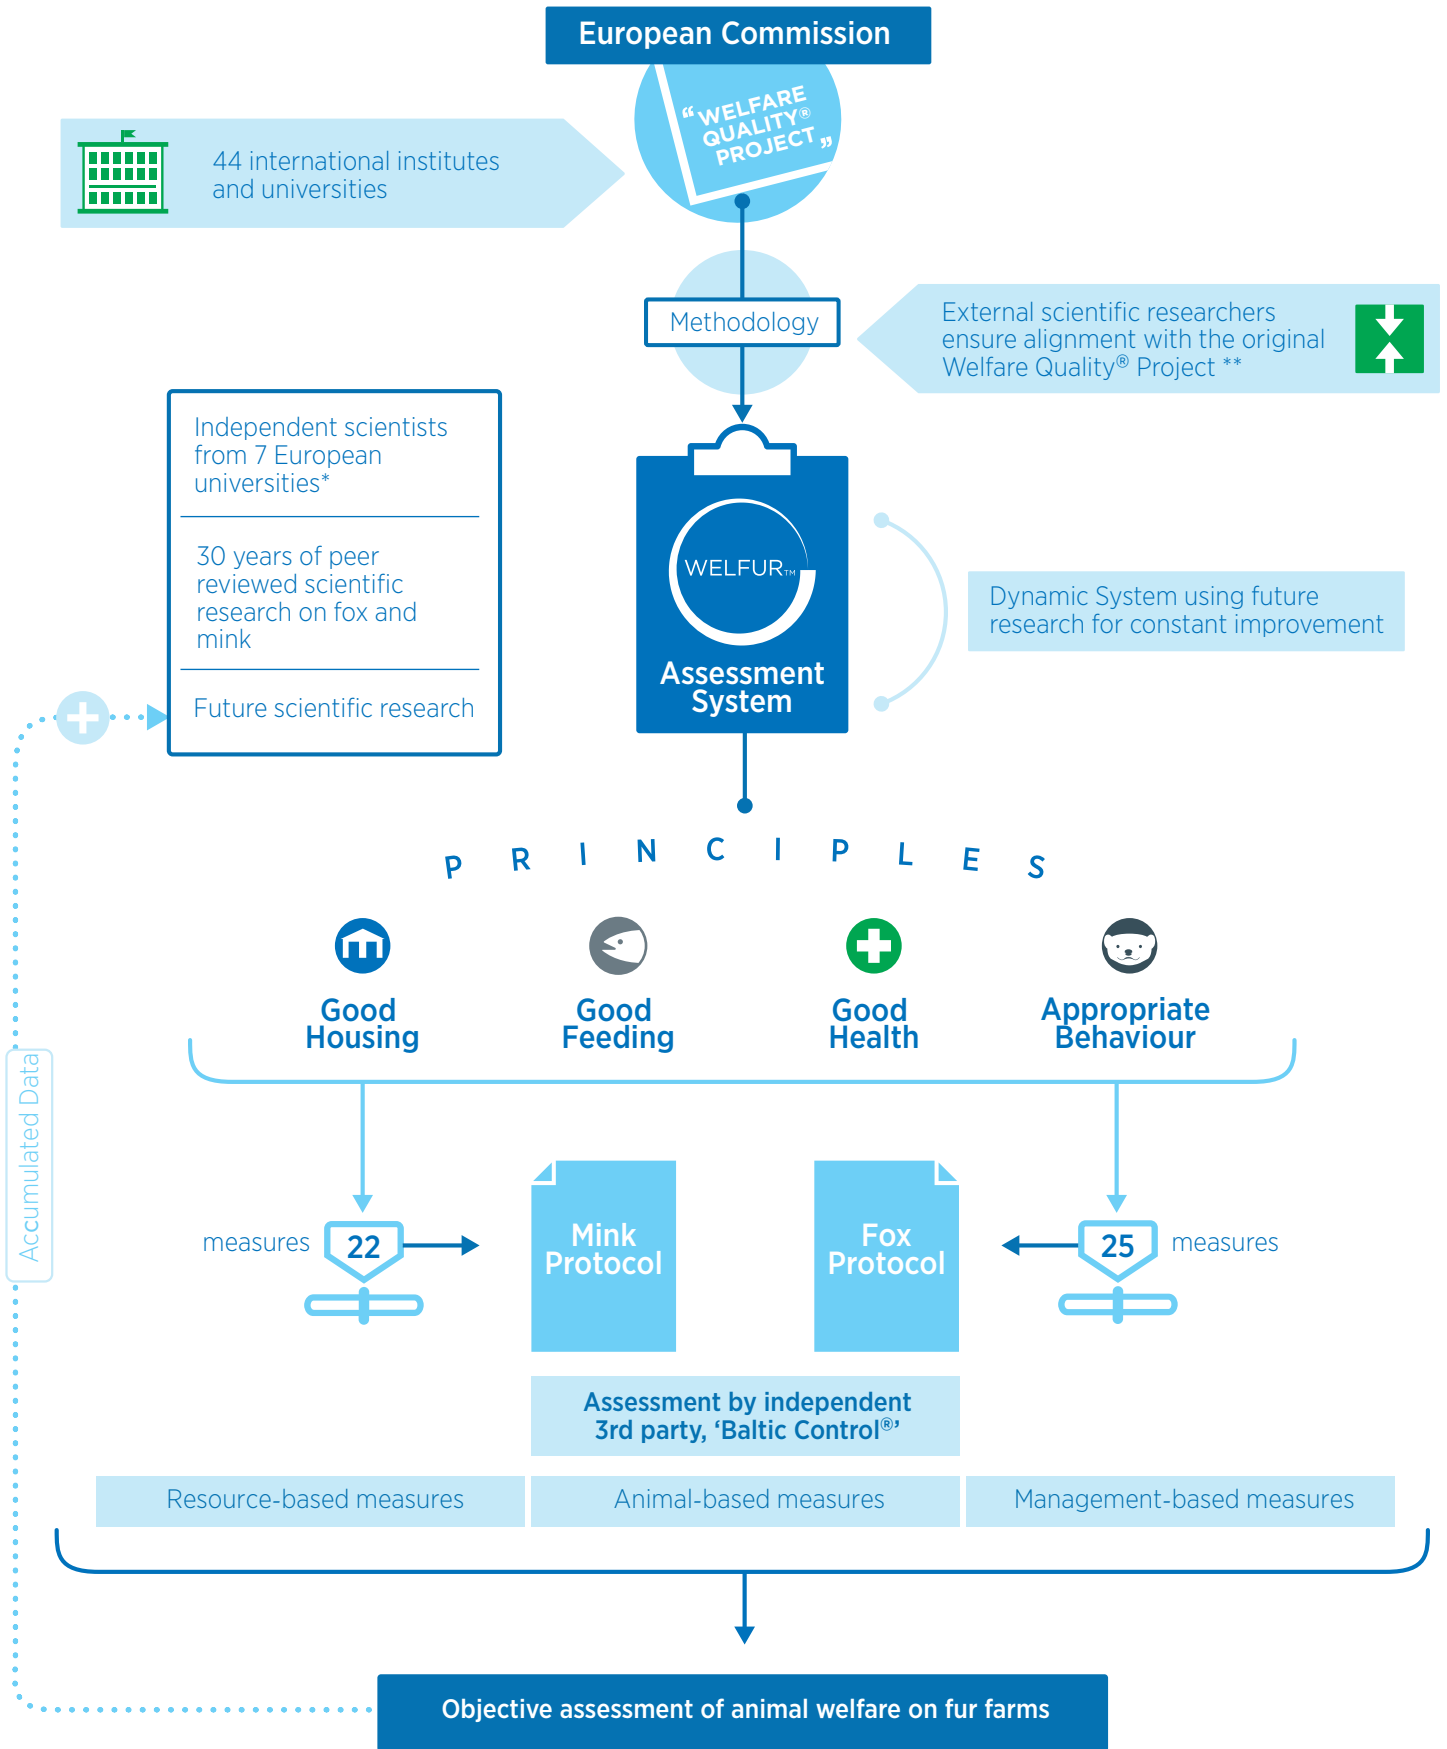 European Commission
“ WELFARE
QUALITY®
PROJECT „
44 international institutes
and universities
Methodology
External scientific researchers
ensure alignment with the original
Welfare Quality® Project **
Independent scientists
from 7 European
universities*
30 years of peer
reviewed scientific
research on fox and
mink
Future scientific research
WELFUR™
Assessment
System
Dynamic System using future
research for constant improvement
PRINCIPLES
Good
Housing
Good
Feeding
Good
Health
Appropriate
Behaviour
Accumulated Data
measures
22
Mink
Protocol
Fox
Protocol
25
measures
Assessment by independent
3rd party, ‘Baltic Control®’
Resource-based measures
Animal-based measures
Management-based measures
Objective assessment of animal welfare on fur farms